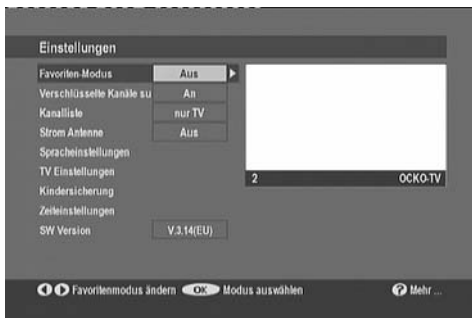 Einstellungen
Favoriten-Modus Aus
Verschlüsselte Kanäle su An
Kanalliste nur TV
Strom Antenne Aus
Spracheinstellungen
TV Einstellungen
2 OCKO-TV
Kindersicherung
Zeiteinstellungen
SW Version V.3.14(EU)
Favoritenmodus ändern OK Modus auswählen ? Mehr ...